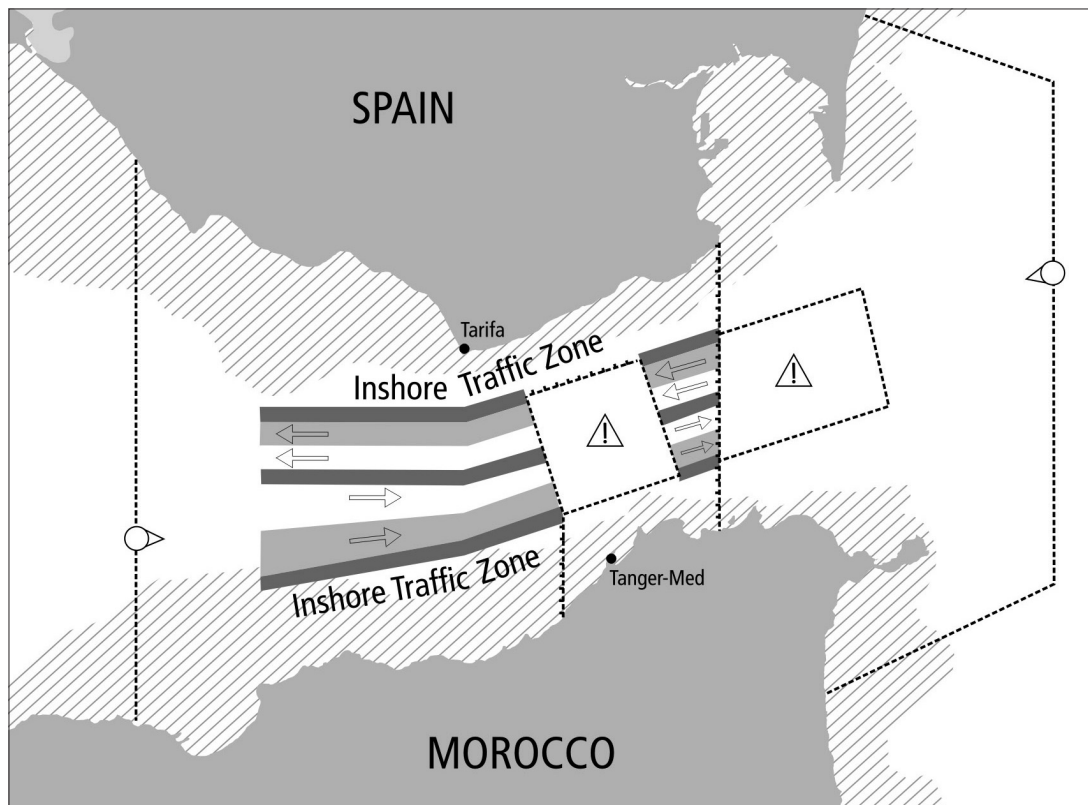 SPAIN
Tarifa
Inshore Traffic Zone
Inshore Traffic Zone
Tanger-Med
MOROCCO